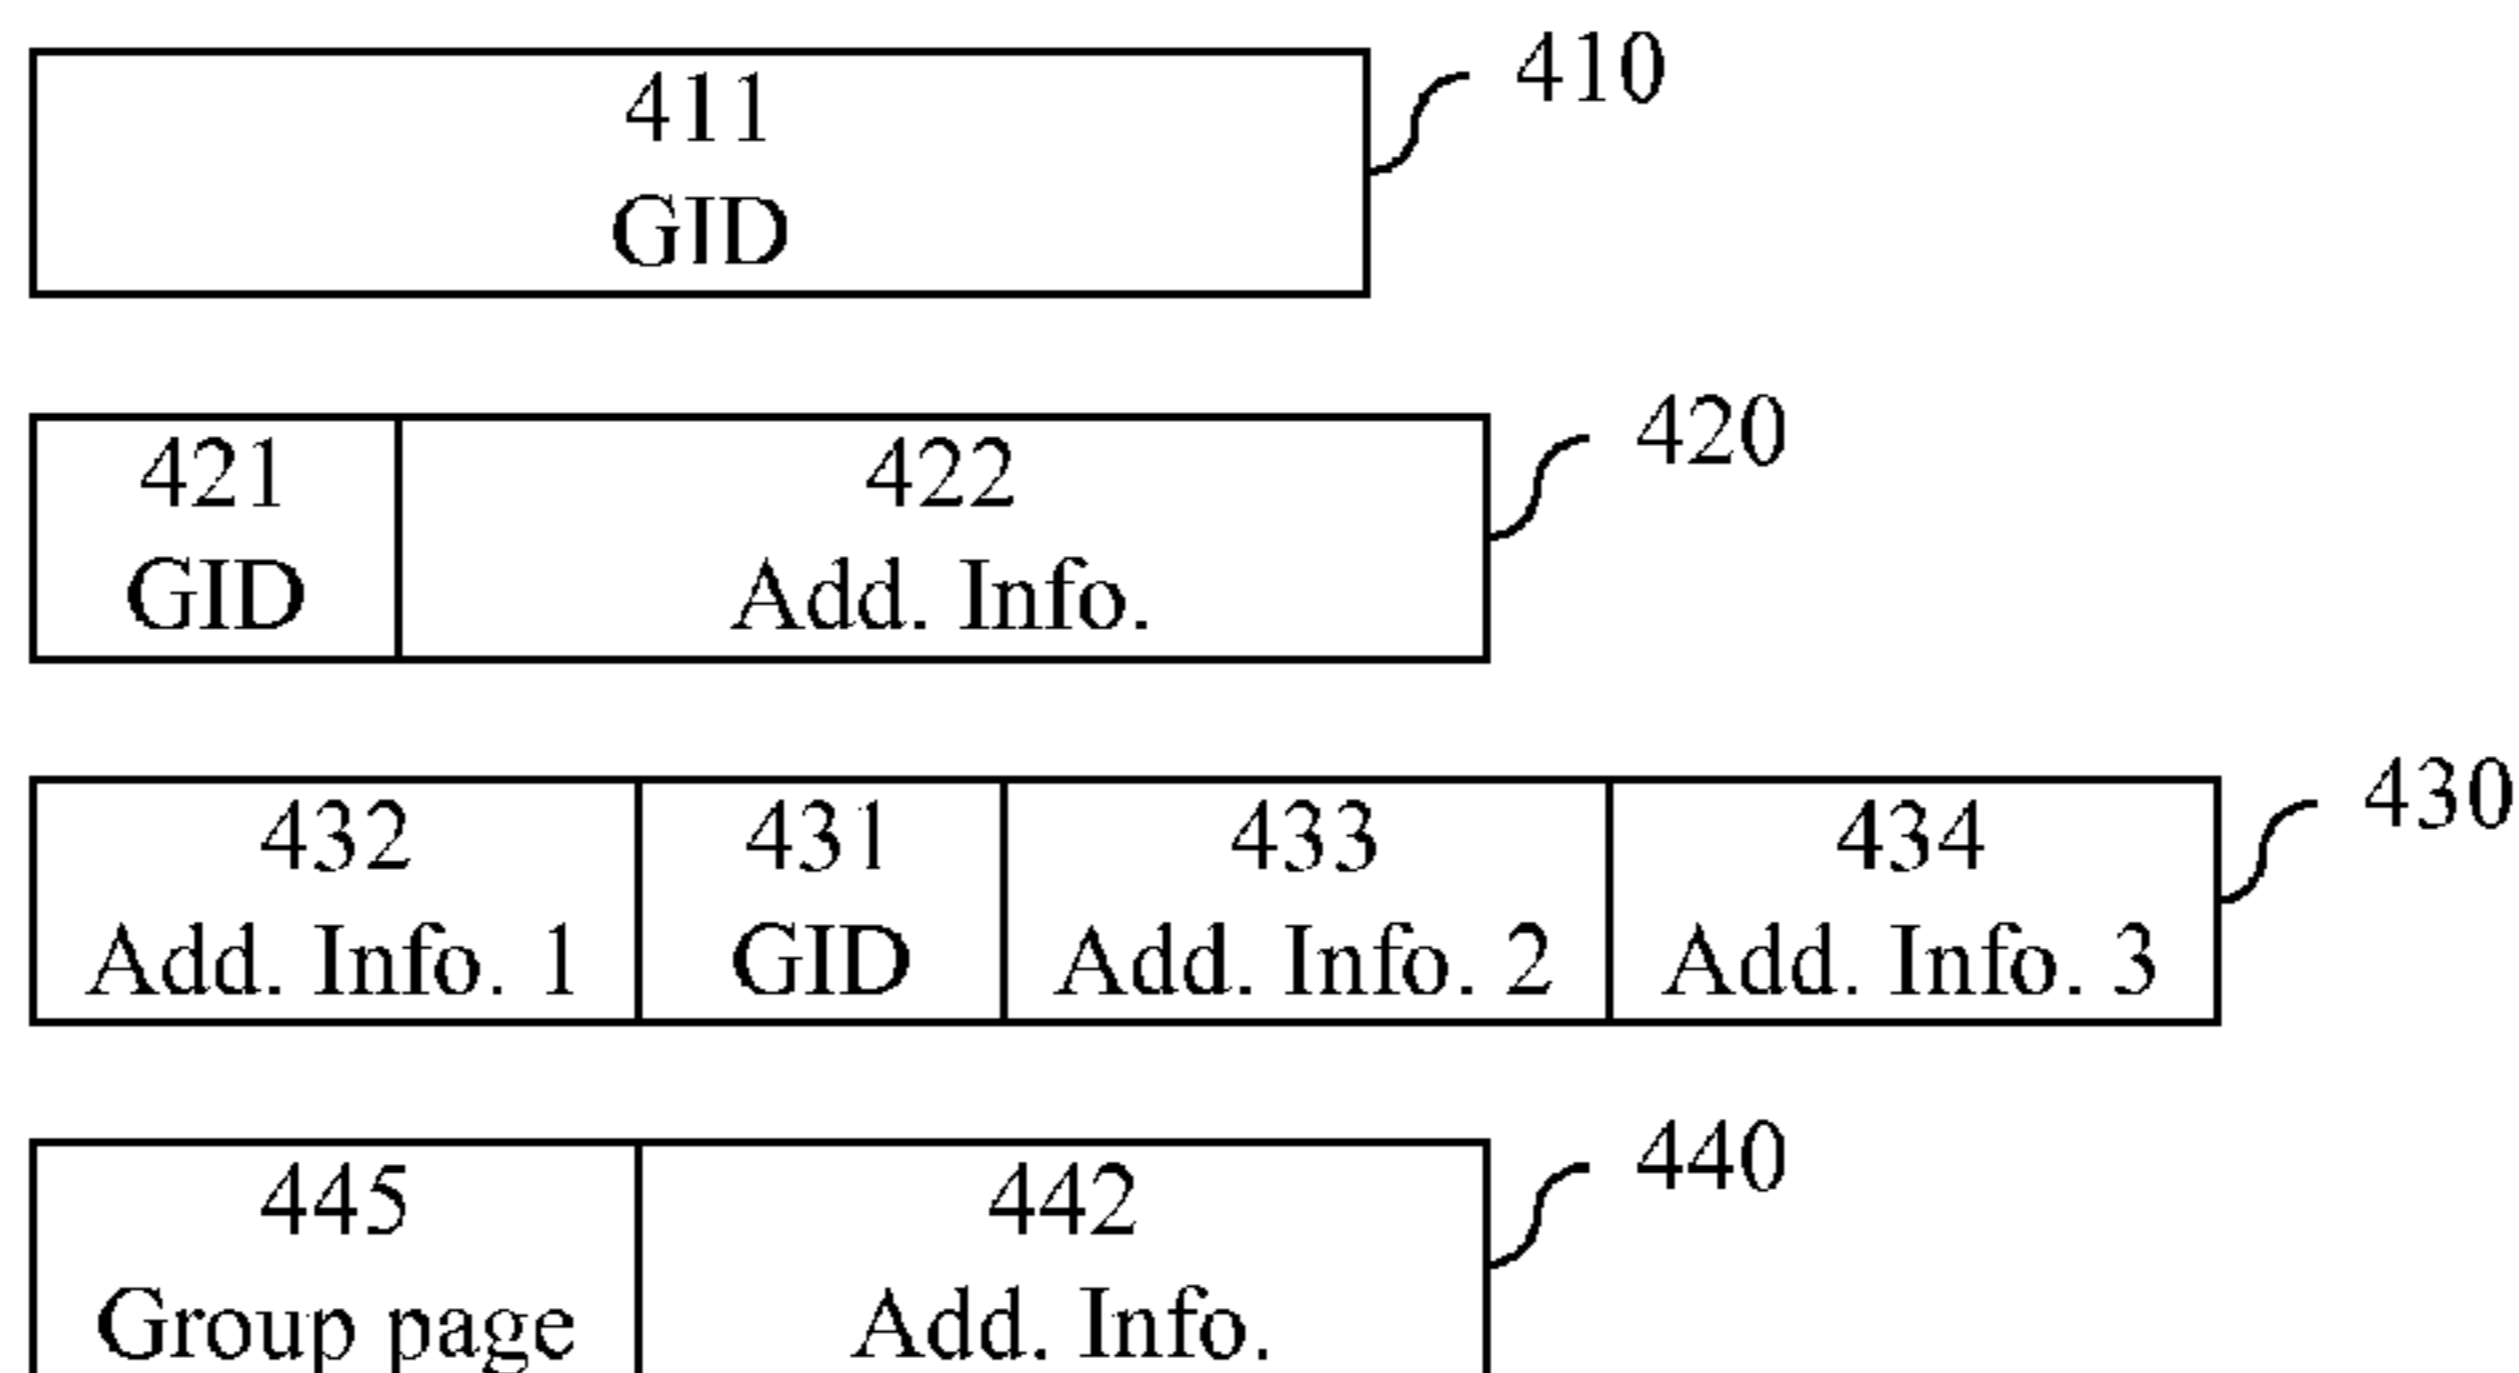 411 410
GID
421 422 420
GID Add. Info.
432 431 433 434 430
Add. Info. 1 GID Add. Info. 2 Add. Info. 3
445 442 440
Group page Add. Info.